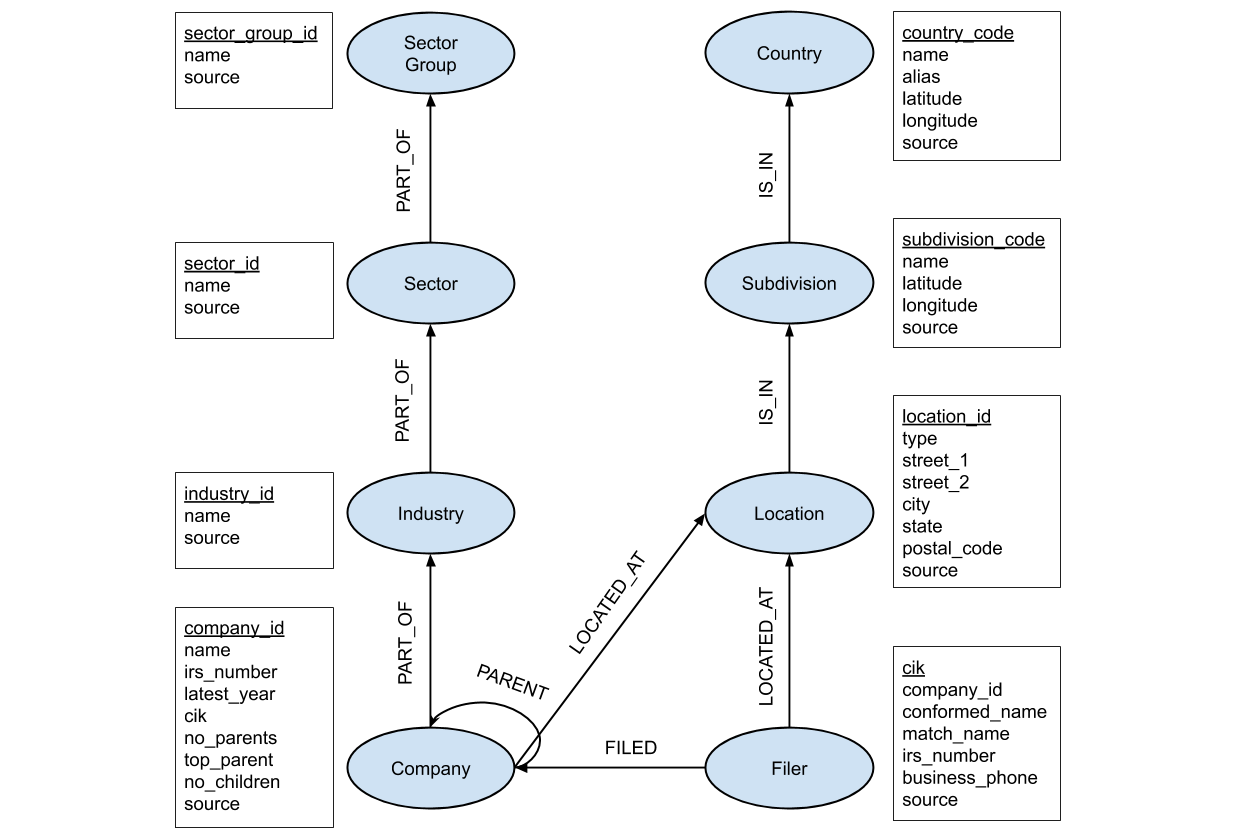 sector_group_id
name
source
Sector
Group
Country
country_code
name
alias
latitude
longitude
source
PART_OF
IS_IN
sector_id
name
source
Sector
Subdivision
subdivision_code
name
latitude
longitude
source
PART_OF
IS_IN
industry_id
name
source
Industry
Location
location_id
type
street_1
street_2
city
state
postal_code
source
company_id
name
irs_number
latest_year
cik
no_parents
top_parent
no_children
source
PART_OF
PARENT
LOCATED_AT
LOCATED_AT
Company
FILED
Filer
cik
company_id
conformed_name
match_name
irs_number
business_phone
source